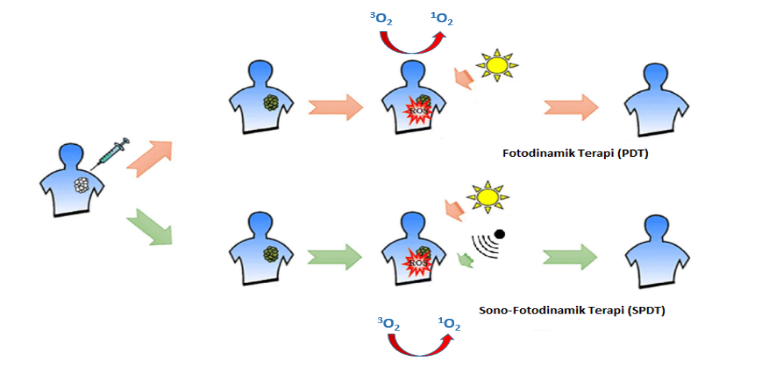 ³O₂ ¹O₂
ROS
Fotodinamik Terapi (PDT)
ROS
Sono-Fotodinamik Terapi (SPDT)
³O₂ ¹O₂